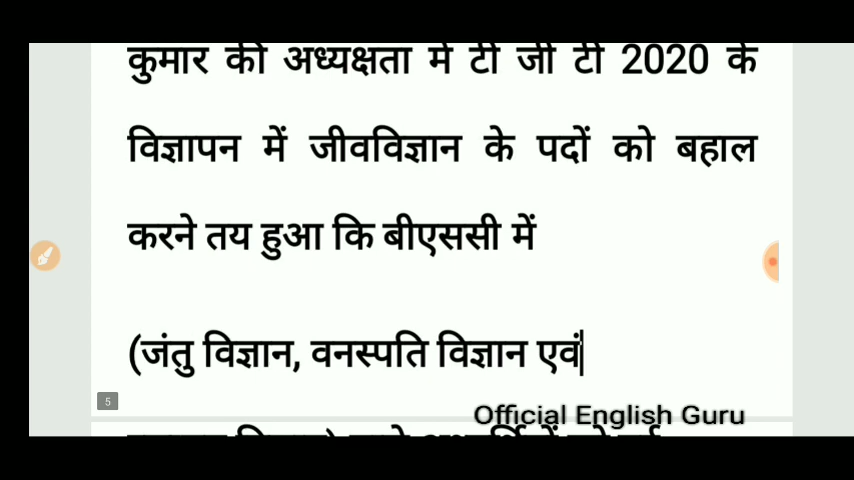 कुमार की अध्यक्षता में टी जी टी 2020 के
विज्ञापन में जीवविज्ञान के पदों को बहाल
करने तय हुआ कि बीएससी में
(जंतु विज्ञान, वनस्पति विज्ञान एवं
5
Official English Guru